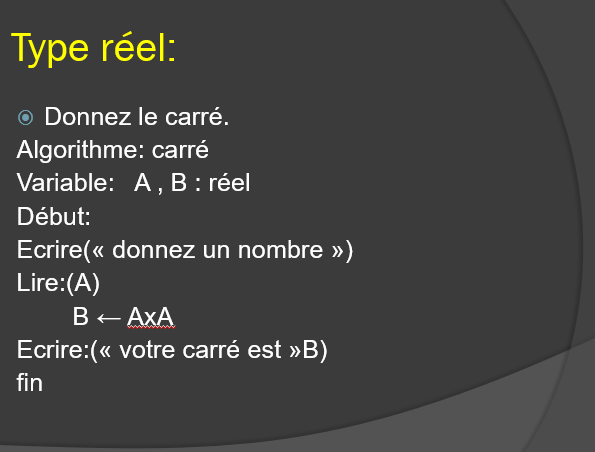 Type réel:
Donnez le carré.
Algorithme: carré
Variable: A , B : réel
Début:
Ecrire(« donnez un nombre »)
Lire:(A)
B ← AxA
Ecrire:(« votre carré est »B)
fin